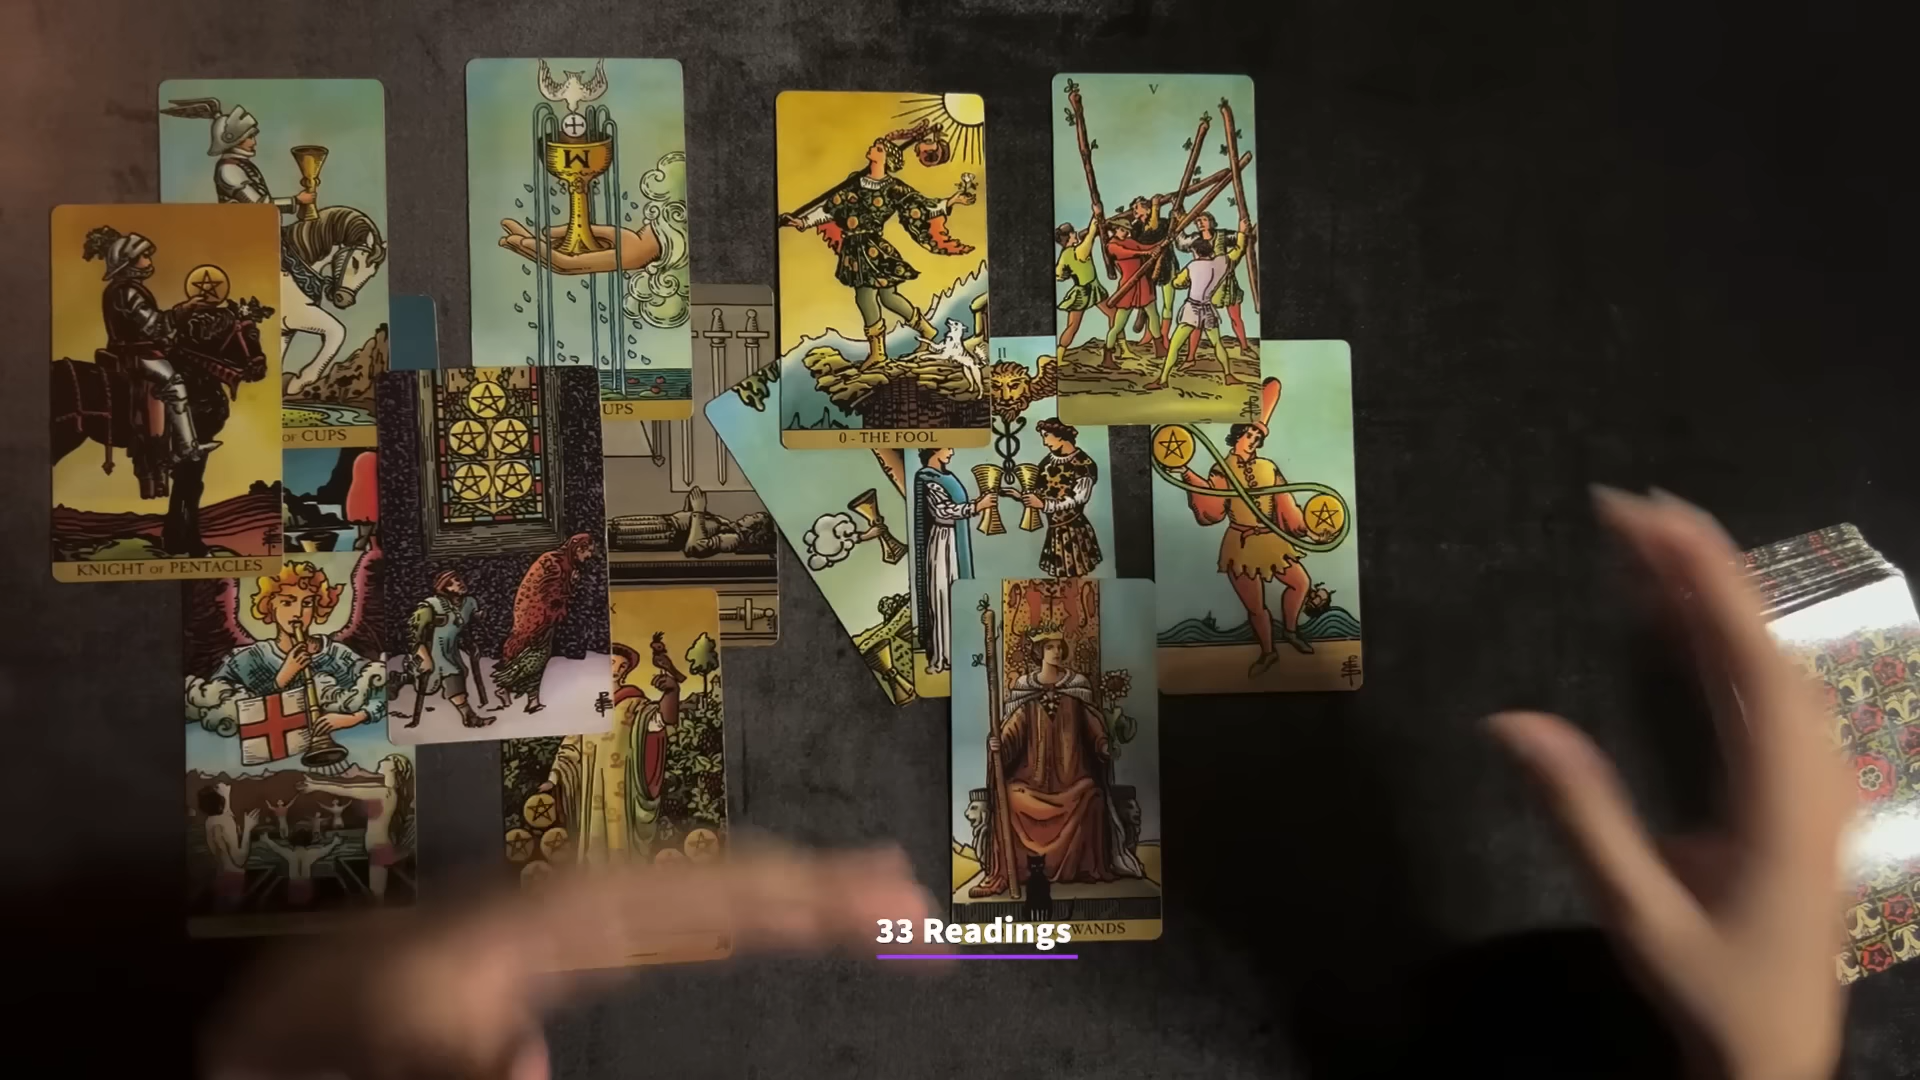 V
0 - THE FOOL
OF CUPS
UPS
II
V
KNIGHT OF PENTACLES
X
WANDS
33 Readings